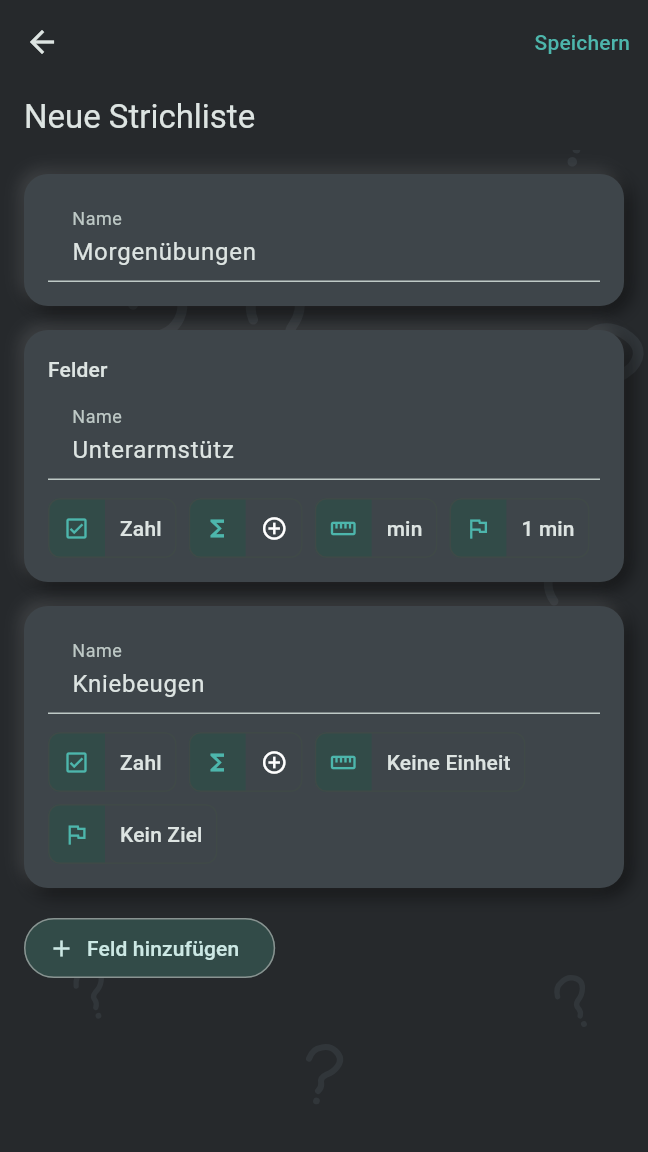 Speichern
Neue Strichliste
Name
Morgenübungen
Felder
Name
Unterarmstütz
Zahl min 1 min
Name
Kniebeugen
Zahl Keine Einheit
Kein Ziel
Feld hinzufügen